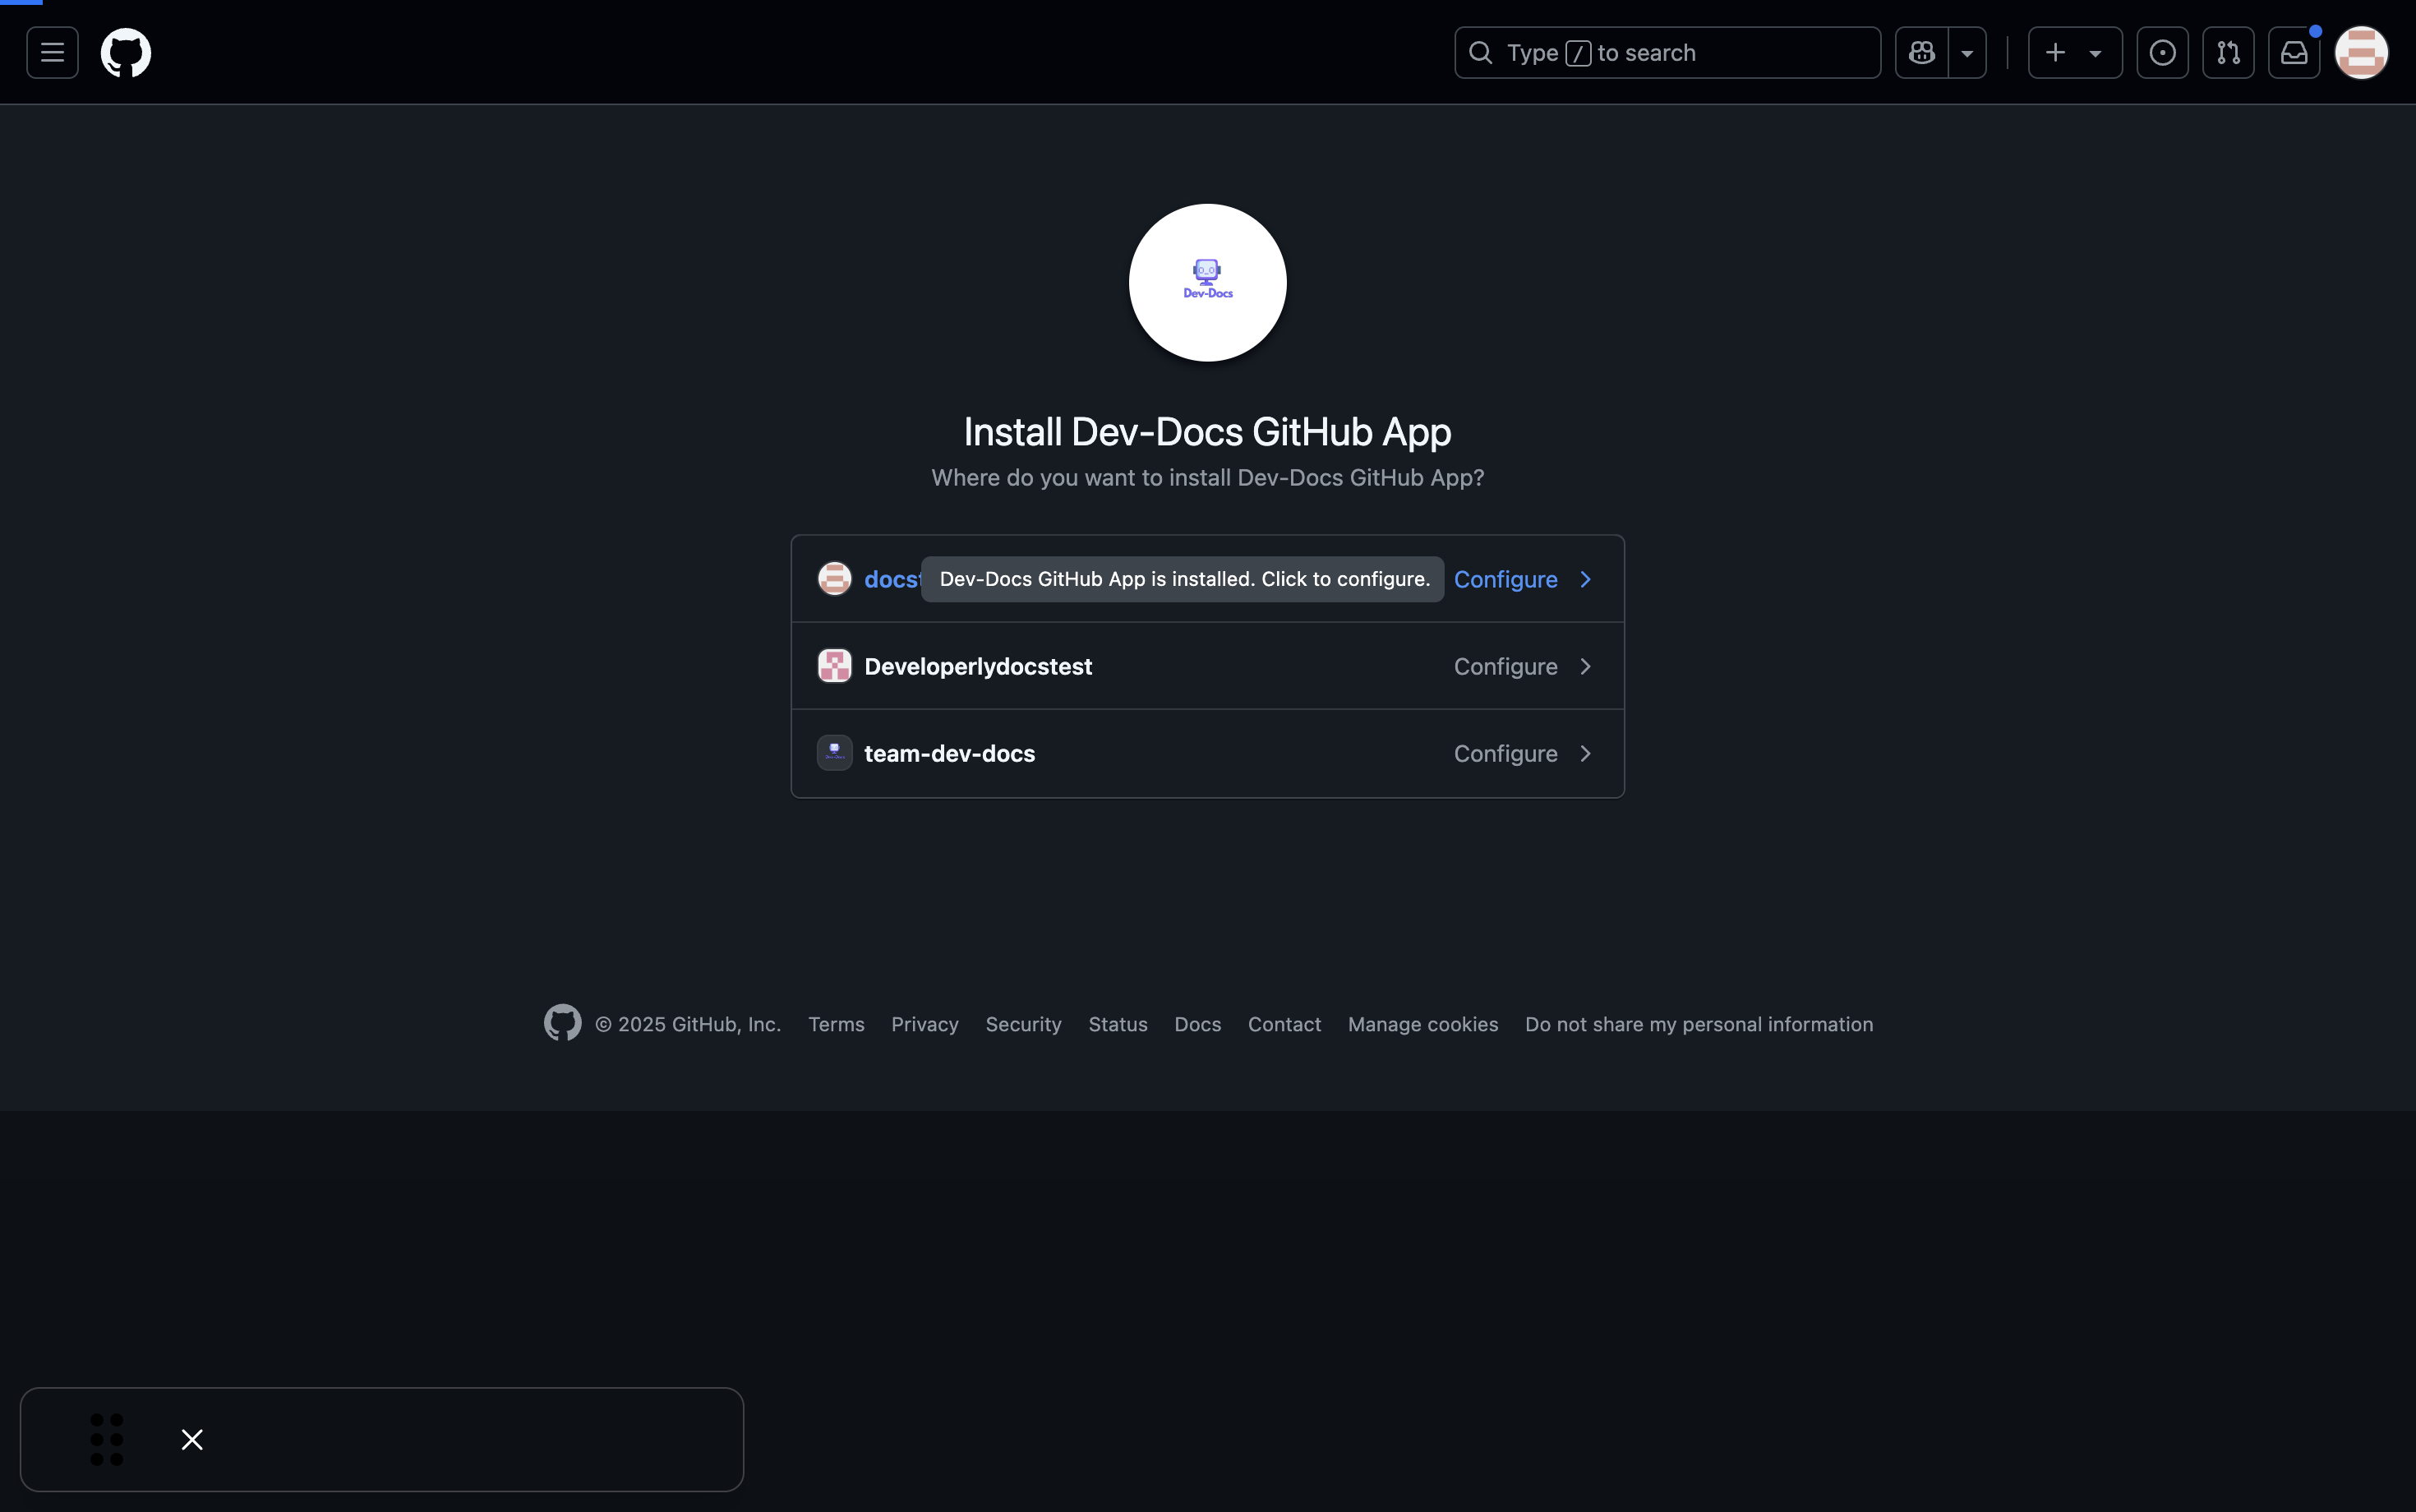 Type / to search
Dev-Docs
Install Dev-Docs GitHub App
Where do you want to install Dev-Docs GitHub App?
Dev-Docs GitHub App is installed. Click to configure. Configure
Developerlydocstest Configure
team-dev-docs Configure
© 2025 GitHub, Inc. Terms Privacy Security Status Docs Contact Manage cookies Do not share my personal information